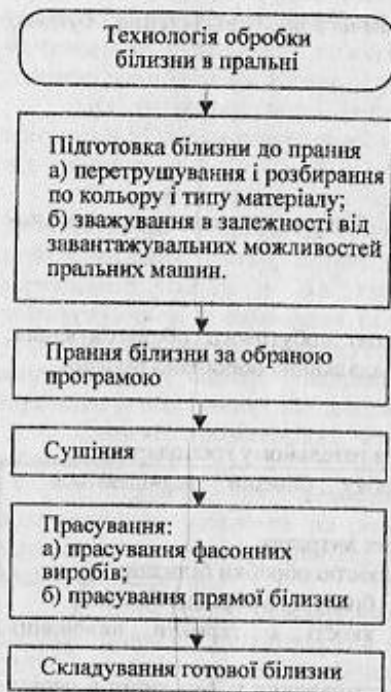 Технологія обробки
білизни в пральні
Підготовка білизни до прання
а) перетрушування і розбирання
по кольору і типу матеріалу;
б) зважування в залежності від
завантажувальних можливостей
пральних машин.
Прання білизни за обраною
програмою
Сушіння
Прасування:
а) прасування фасонних
виробів;
б) прасування прямої білизни
Складування готової білизни